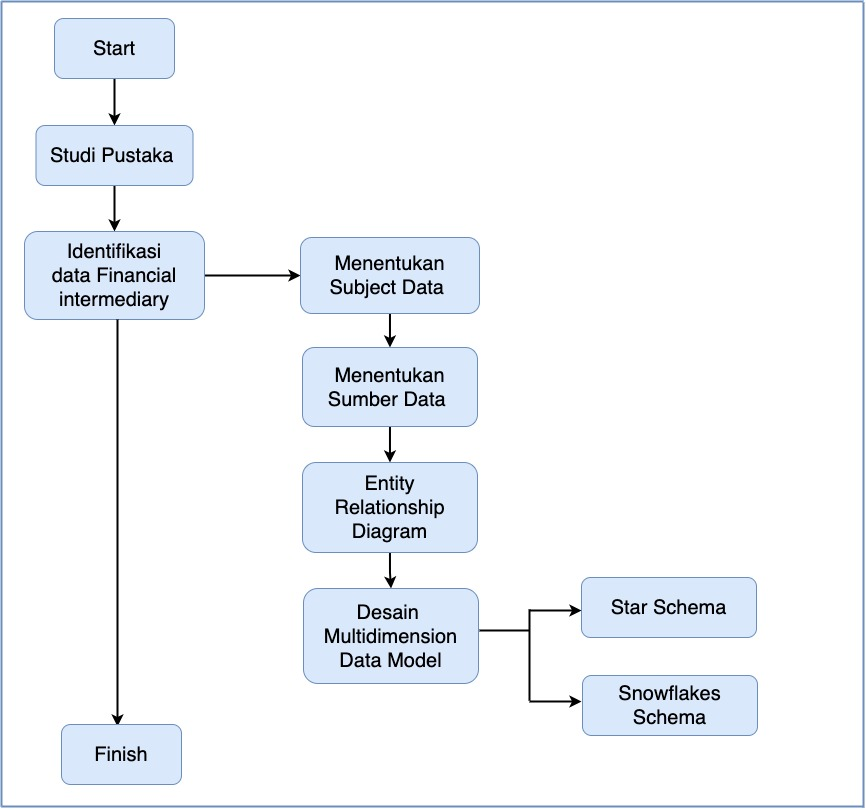 Start
Studi Pustaka
Identifikasi
data Financial
intermediary
Menentukan
Subject Data
Menentukan
Sumber Data
Entity
Relationship
Diagram
Desain
Multidimension
Data Model
Star Schema
Snowflakes
Schema
Finish